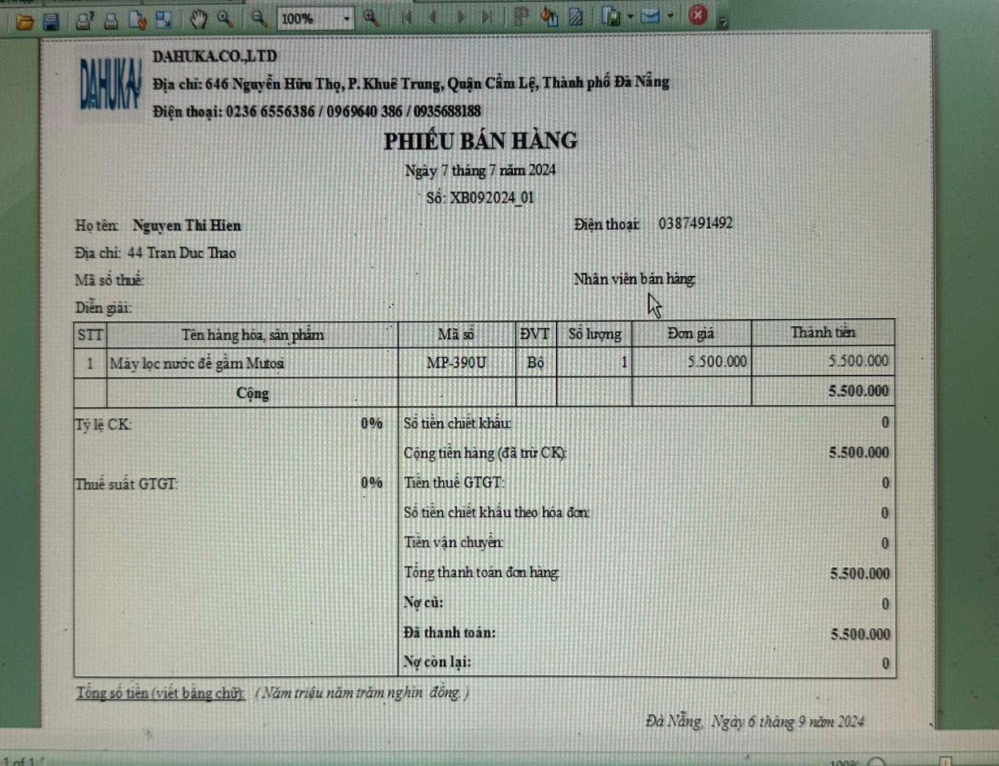 100%
DAHUKA
DAHUKA.CO.,LTD
Địa chỉ: 646 Nguyễn Hữu Thọ, P. Khuê Trung, Quận Cẩm Lệ, Thành phố Đà Nẵng
Điện thoại: 0236 6556386 / 0969640 386 / 0935688188
PHIẾU BÁN HÀNG
Ngày 7 tháng 7 năm 2024
Số: XB092024_01
Họ tên: Nguyen Thi Hien Điện thoại: 0387491492
Địa chỉ: 44 Tran Duc Thao
Mã số thuế: Nhân viên bán hàng:
Diễn giải:
STT Tên hàng hóa, sản phẩm Mã số ĐVT Số lượng Đơn giá Thành tiền
1 Máy lọc nước để gầm Mutosi MP-390U Bộ 1 5.500.000 5.500.000
Cộng 5.500.000
Tỷ lệ CK: 0% Số tiền chiết khấu: 0
Cộng tiền hàng (đã trừ CK): 5.500.000
Thuế suất GTGT: 0% Tiền thuế GTGT: 0
Số tiền chiết khấu theo hóa đơn: 0
Tiền vận chuyển: 0
Tổng thanh toán đơn hàng: 5.500.000
Nợ cũ: 0
Đã thanh toán: 5.500.000
Nợ còn lại: 0
Tổng số tiền (viết bằng chữ): (Năm triệu năm trăm nghìn đồng.)
Đà Nẵng, Ngày 6 tháng 9 năm 2024
1 of 1 100%